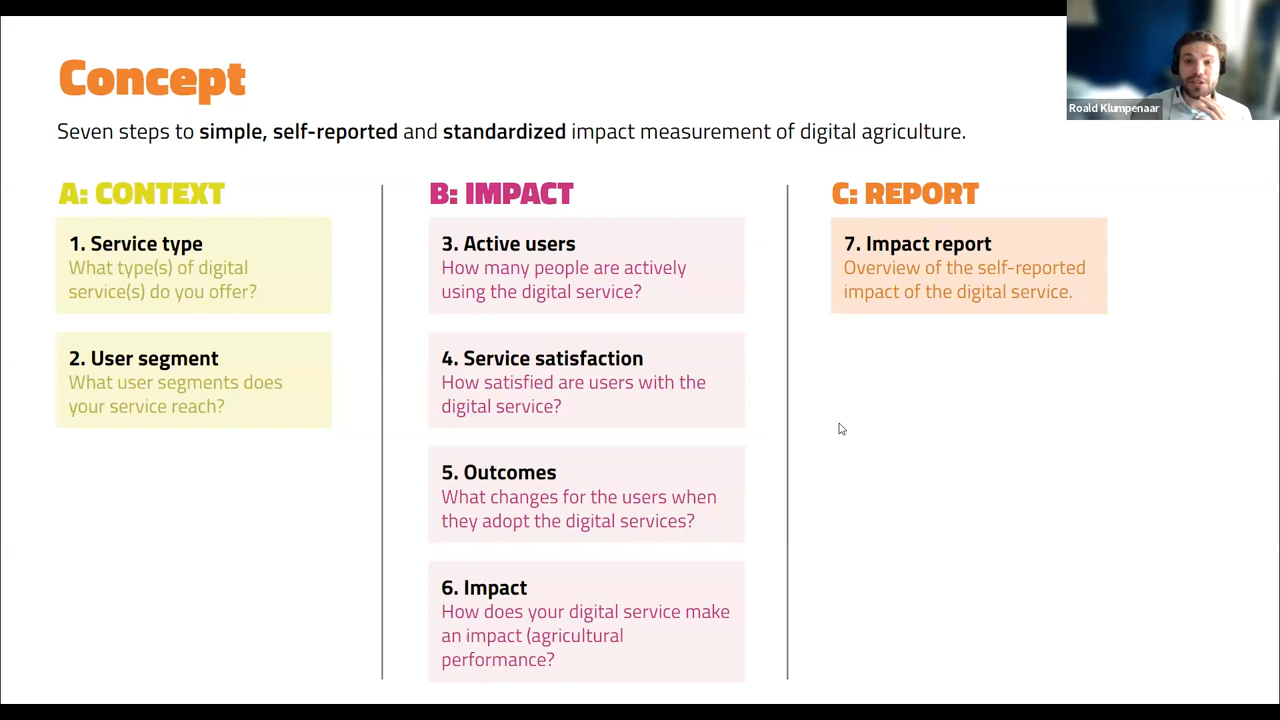 Concept
Seven steps to simple, self-reported and standardized impact measurement of digital agriculture.
A: CONTEXT
1. Service type
What type(s) of digital
service(s) do you offer?
2. User segment
What user segments does
your service reach?
B: IMPACT
3. Active users
How many people are actively
using the digital service?
4. Service satisfaction
How satisfied are users with the
digital service?
5. Outcomes
What changes for the users when
they adopt the digital services?
6. Impact
How does your digital service make
an impact (agricultural
performance?
C: REPORT
7. Impact report
Overview of the self-reported
impact of the digital service.
Roald Klumpenaar